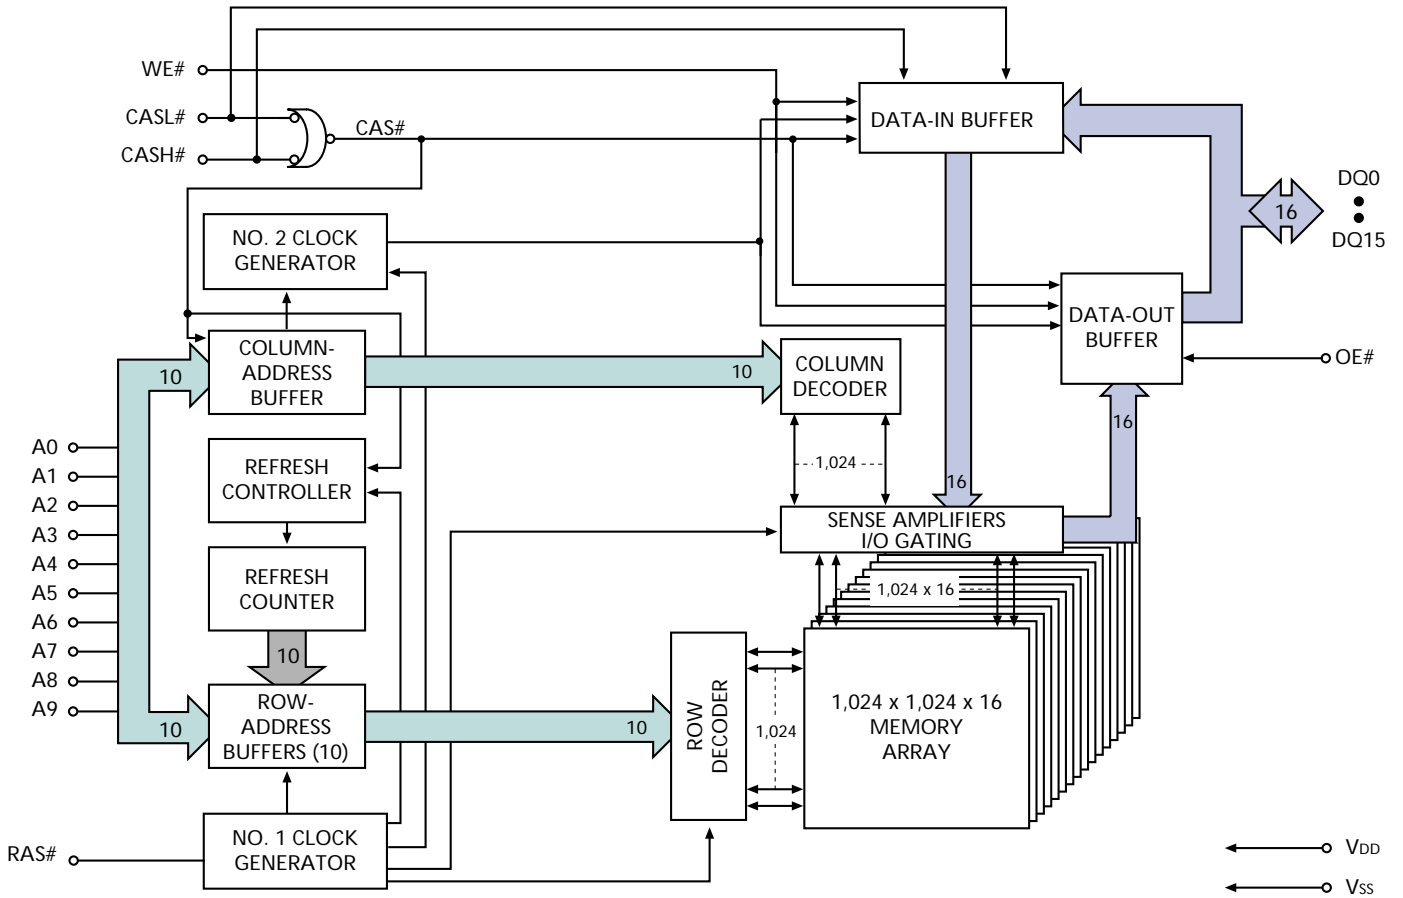 WE#
CASL#
CASH#
CAS#
DATA-IN BUFFER
DQ0
16
DQ15
NO. 2 CLOCK
GENERATOR
DATA-OUT
BUFFER
OE#
COLUMN-
ADDRESS
BUFFER
10
10
COLUMN
DECODER
16
1,024
16
A0
A1
A2
A3
A4
A5
A6
A7
A8
A9
REFRESH
CONTROLLER
SENSE AMPLIFIERS
I/O GATING
REFRESH
COUNTER
1,024 x 16
10
ROW-
ADDRESS
BUFFERS (10)
10
10
ROW
DECODER
1,024
1,024 x 1,024 x 16
MEMORY
ARRAY
NO. 1 CLOCK
GENERATOR
RAS#
VDD
VSS